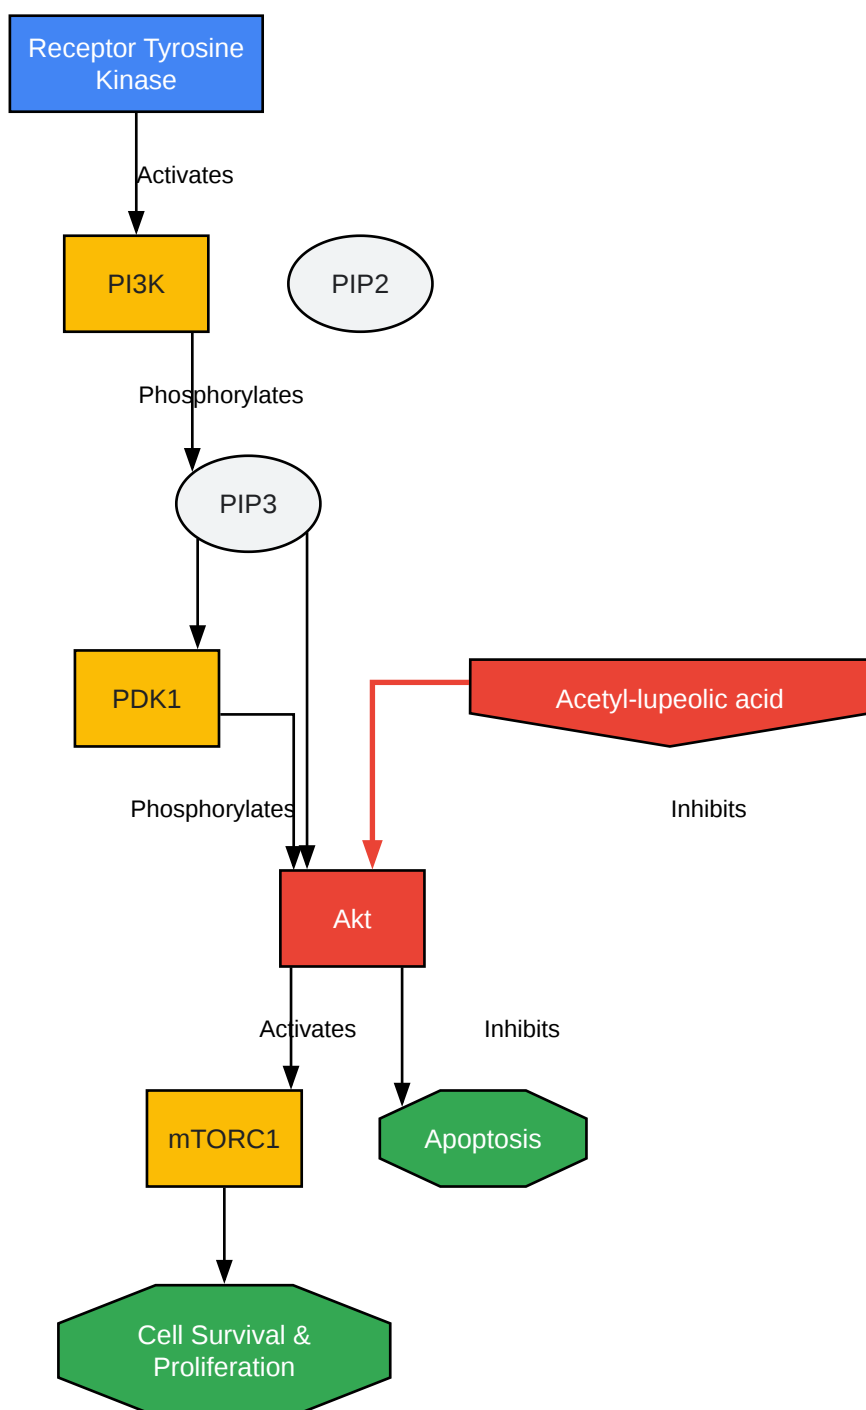 Receptor Tyrosine
Kinase
Activates
PI3K
PIP2
Phosphorylates
PIP3
PDK1
Acetyl-lupeolic acid
Phosphorylates
Inhibits
Akt
Activates
Inhibits
mTORC1
Apoptosis
Cell Survival &
Proliferation